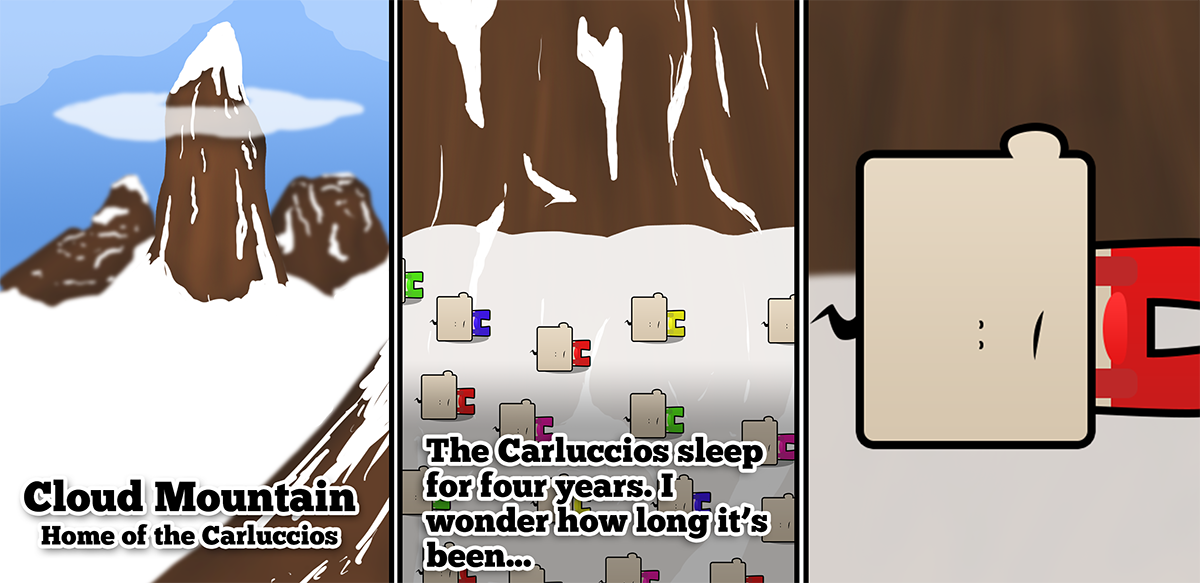 Cloud Mountain
Home of the Carluccios
The Carluccios sleep
for four years. I
wonder how long it's
been...